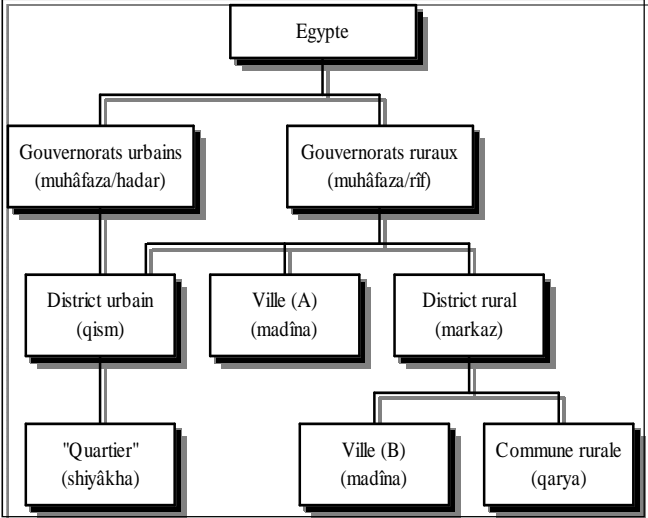 Egypte
Gouvernorats urbains
(muhâfaza/hadar)
Gouvernorats ruraux
(muhâfaza/rîf)
District urbain
(qism)
Ville (A)
(madîna)
District rural
(markaz)
"Quartier"
(shiyâkha)
Ville (B)
(madîna)
Commune rurale
(qarya)